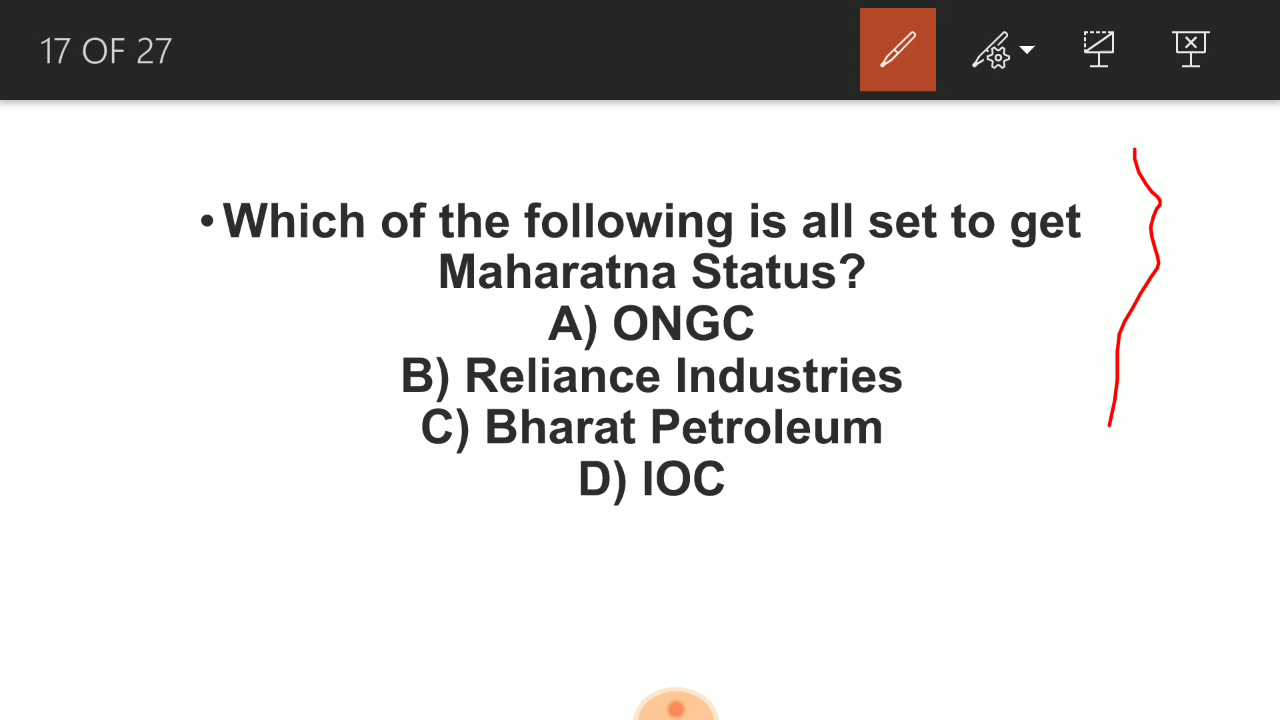 17 OF 27
• Which of the following is all set to get
Maharatna Status?
A) ONGC
B) Reliance Industries
C) Bharat Petroleum
D) IOC